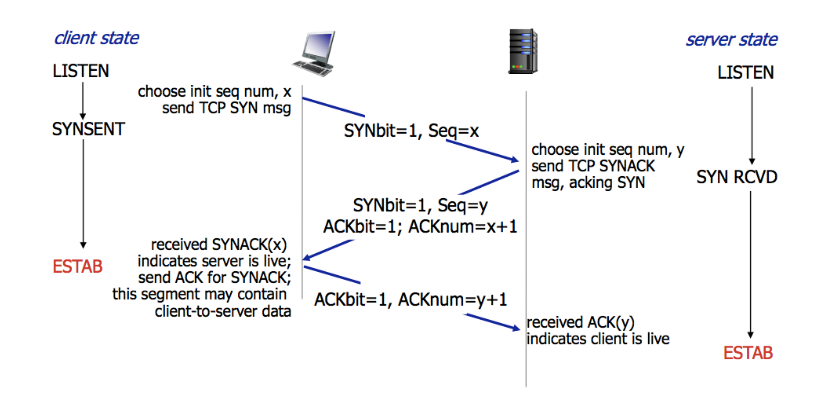 client state
server state
LISTEN
LISTEN
choose init seq num, x
send TCP SYN msg
SYNSENT
SYNbit=1, Seq=x
choose init seq num, y
send TCP SYNACK
msg, acking SYN
SYN RCVD
SYNbit=1, Seq=y
ACKbit=1; ACKnum=x+1
received SYNACK(x)
indicates server is live;
send ACK for SYNACK;
this segment may contain
client-to-server data
ESTAB
ACKbit=1, ACKnum=y+1
received ACK(y)
indicates client is live
ESTAB